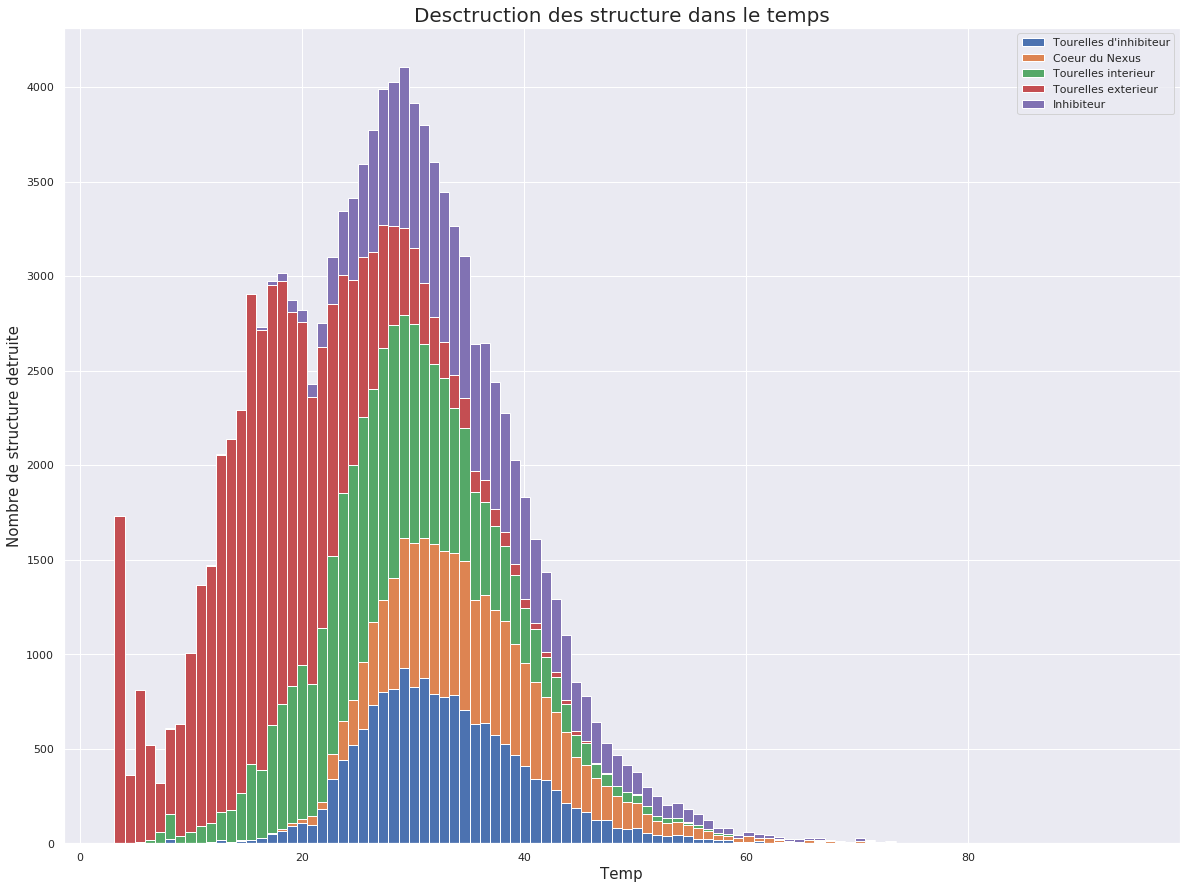 Desctruction des structure dans le temps
Tourelles d'inhibiteur
Coeur du Nexus
Tourelles interieur
Tourelles exterieur
Inhibiteur
Nombre de structure detruite
4000
3500
3000
2500
2000
1500
1000
500
0
0
20
40
60
80
Temp